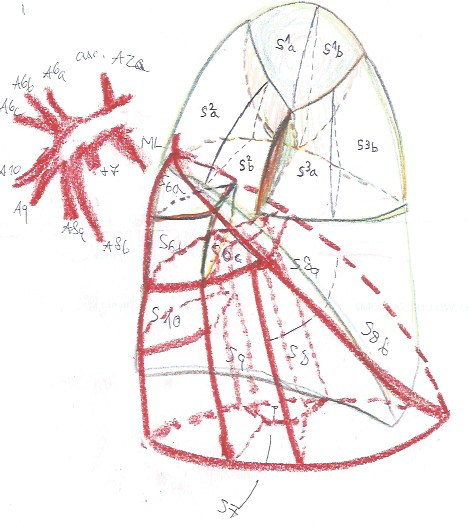 1
S1a
S1b
asc. A2a
A6b
A6a
A6c
S2a
ML
S3b
S2b
S3a
A10
A7
S6a
A9
A8a
A8b
S6c
S8a
S10
S8b
S9
S8
S7